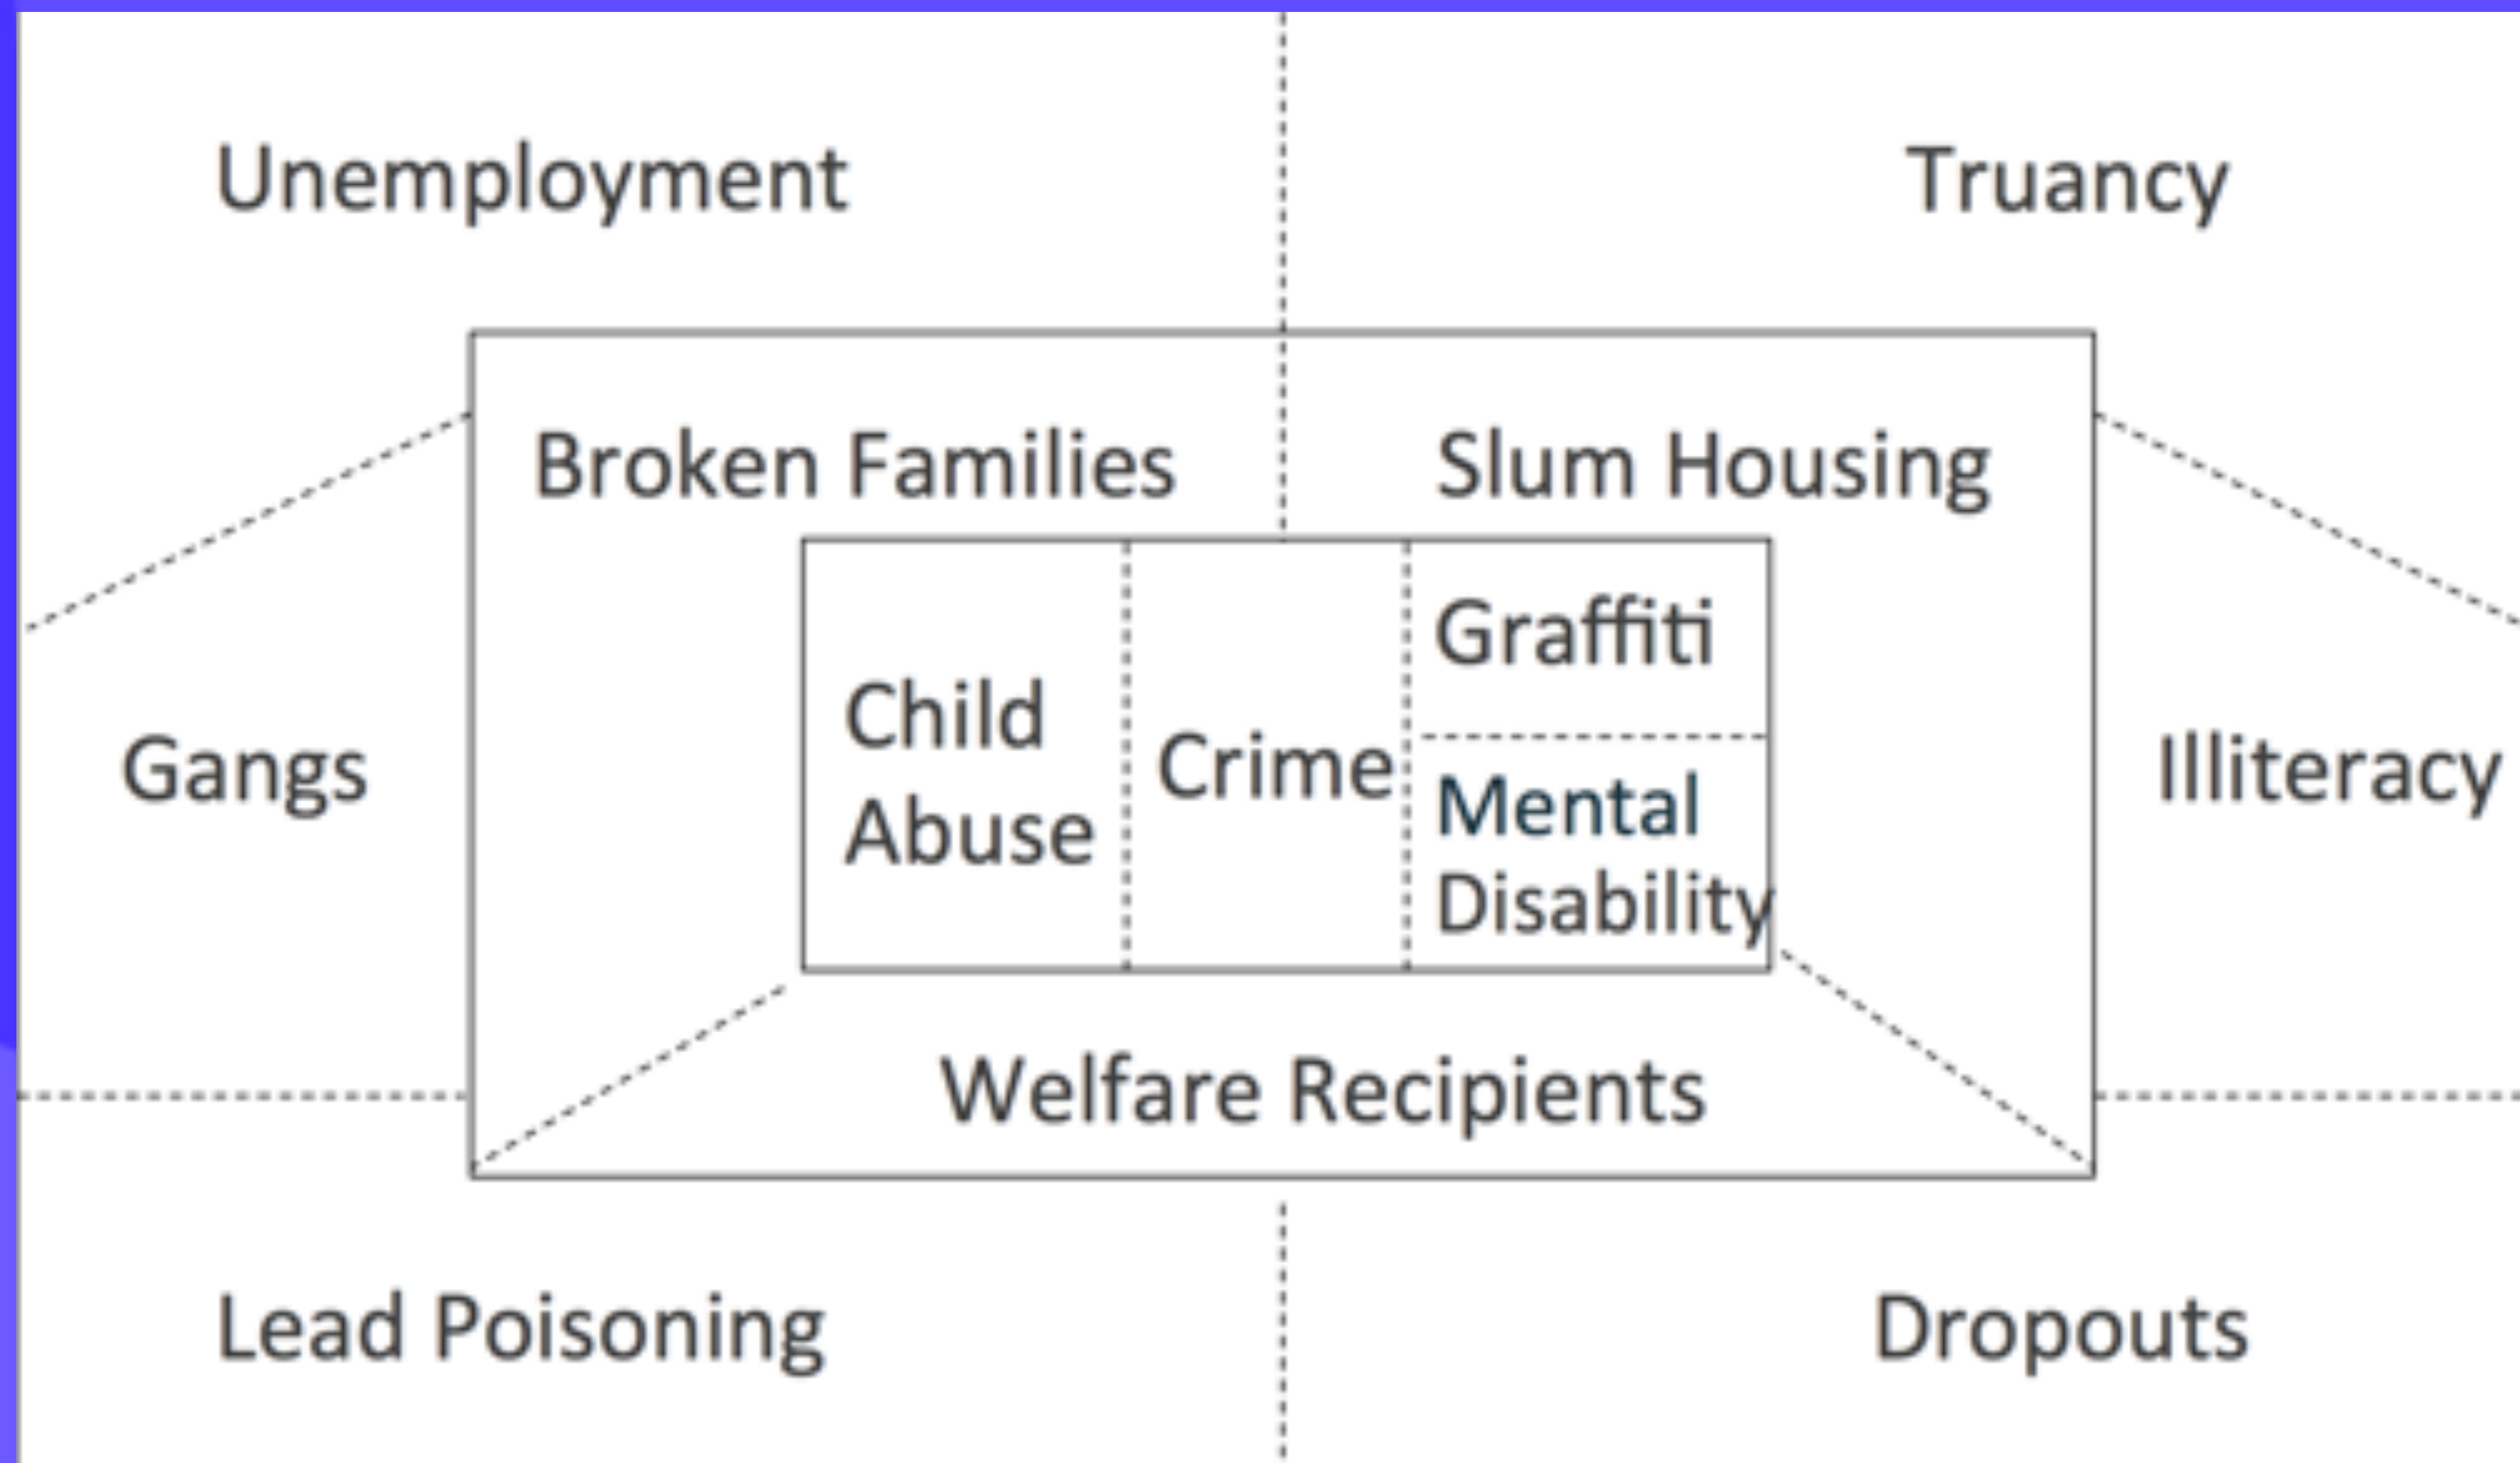 Unemployment
Truancy
Broken Families
Slum Housing
Gangs
Child
Abuse
Crime
Graffiti
Mental
Disability
Illiteracy
Welfare Recipients
Lead Poisoning
Dropouts